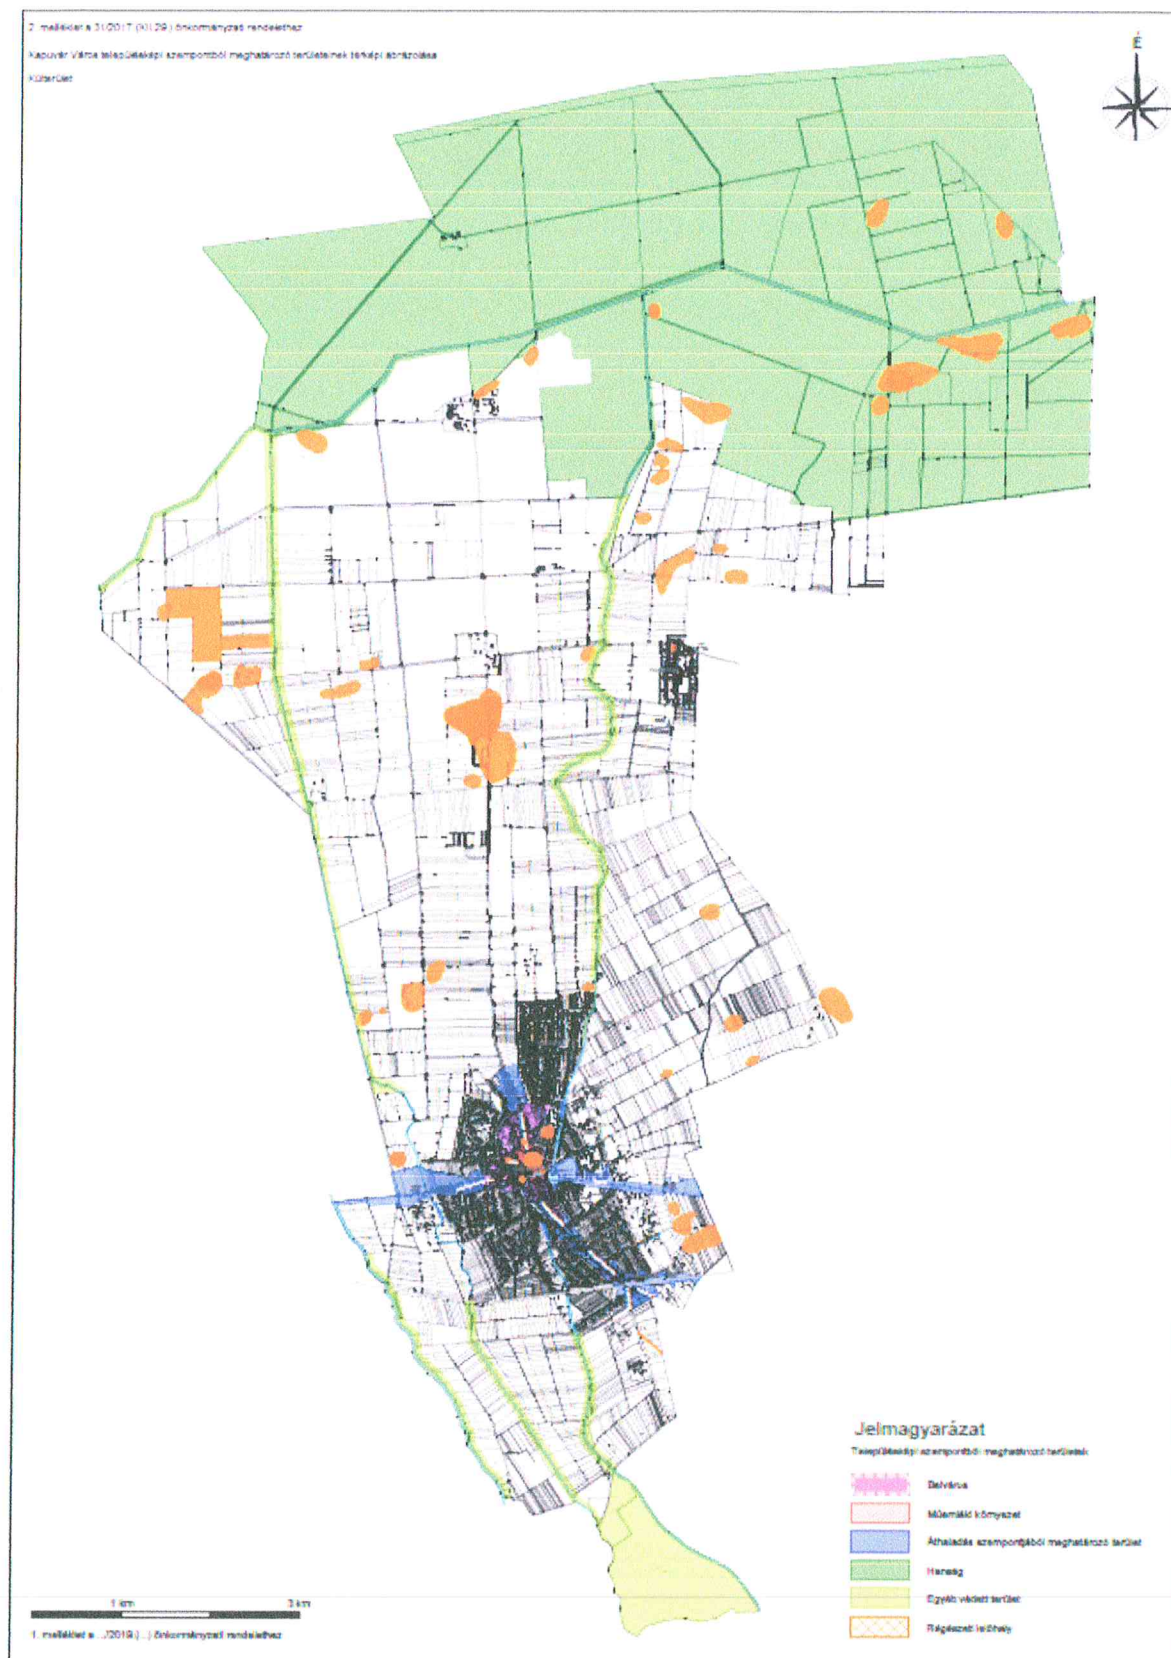 2. melléklet a 31/2017 (XII.29.) önkormányzati rendelethez
Kapuvár Város településképi szempontból meghatározó területeinek térképi ábrázolása
Külterület
É
Jelmagyarázat
Településképi szempontból meghatározó területek
Belváros
Műemléki környezet
Áthaladás szempontjából meghatározó terület
Hanság
Egyéb védett terület
Régészeti lelőhely
1 km 3 km
1. melléklet a .../2019.(...) önkormányzati rendelethez